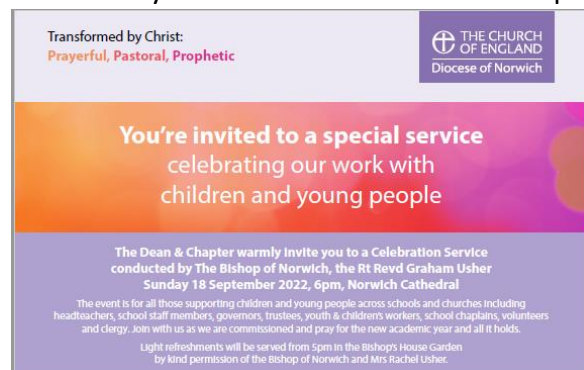 Transformed by Christ:
Prayerful, Pastoral, Prophetic
THE CHURCH
OF ENGLAND
Diocese of Norwich
You're invited to a special service
celebrating our work with
children and young people
The Dean & Chapter warmly invite you to a Celebration Service
conducted by The Bishop of Norwich, the Rt Revd Graham Usher
Sunday 18 September 2022, 6pm, Norwich Cathedral
The event is for all those supporting children and young people across schools and churches including
headteachers, school staff members, governors, trustees, youth & children's workers, school chaplains, volunteers
and clergy. Join with us as we are commissioned and pray for the new academic year and all it holds.
Light refreshments will be served from 5pm in the Bishop's House Garden
by kind permission of the Bishop of Norwich and Mrs Rachel Usher.